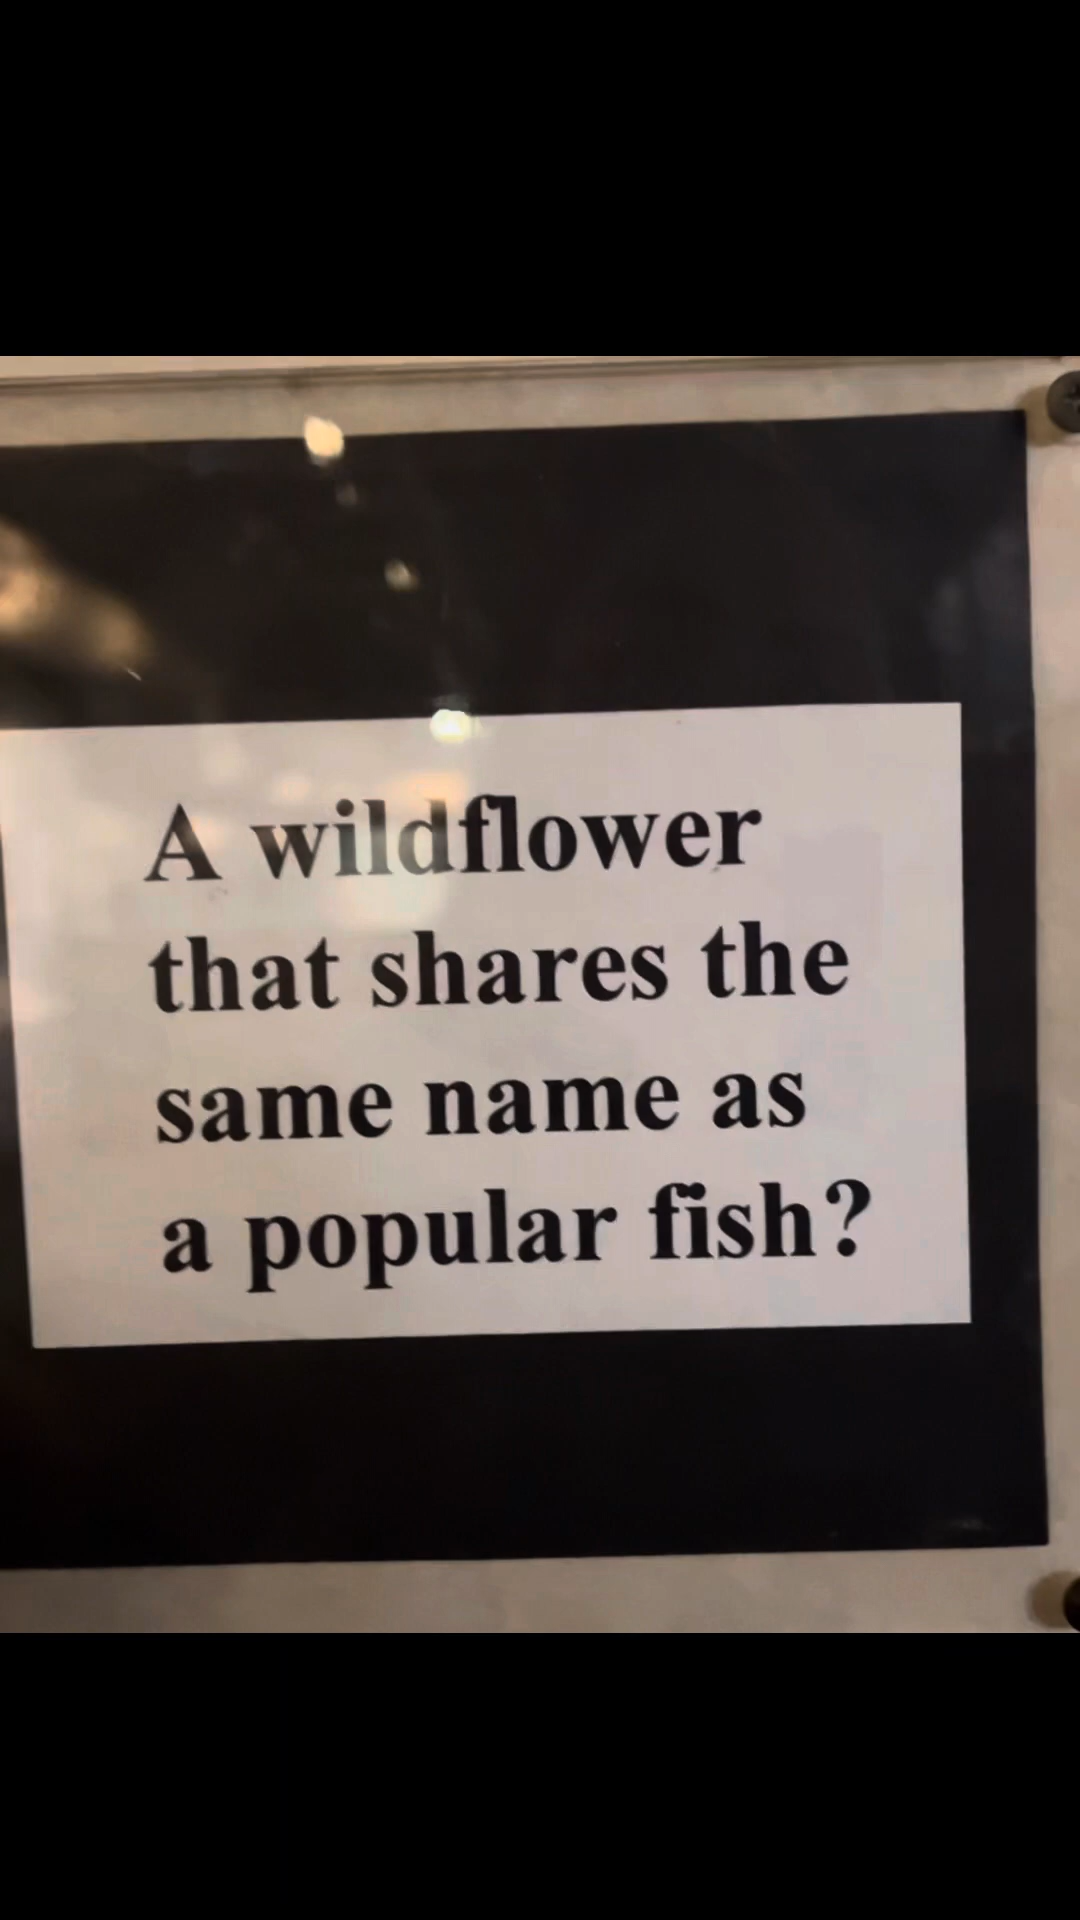 A wildflower
that shares the
same name as
a popular fish?